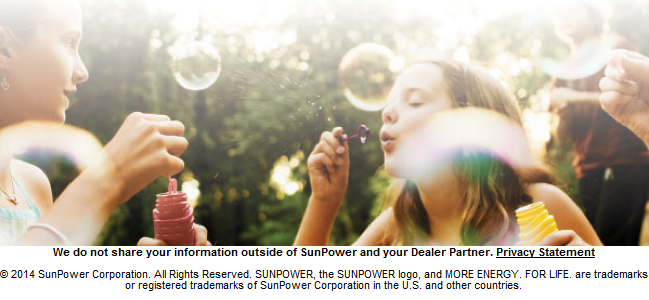 We do not share your information outside of SunPower and your Dealer Partner. Privacy Statement
© 2014 SunPower Corporation. All Rights Reserved. SUNPOWER, the SUNPOWER logo, and MORE ENERGY. FOR LIFE. are trademarks
or registered trademarks of SunPower Corporation in the U.S. and other countries.